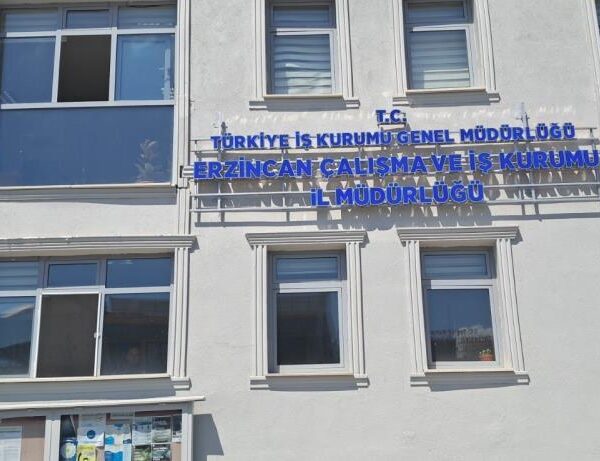 T.C.
TÜRKİYE İŞ KURUMU GENEL MÜDÜRLÜĞÜ
ERZİNCAN ÇALIŞMA VE İŞ KURUMU
İL MÜDÜRLÜĞÜ